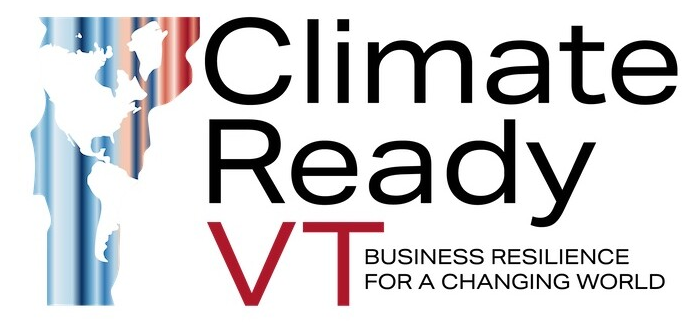 Climate
Ready
VT
BUSINESS RESILIENCE
FOR A CHANGING WORLD